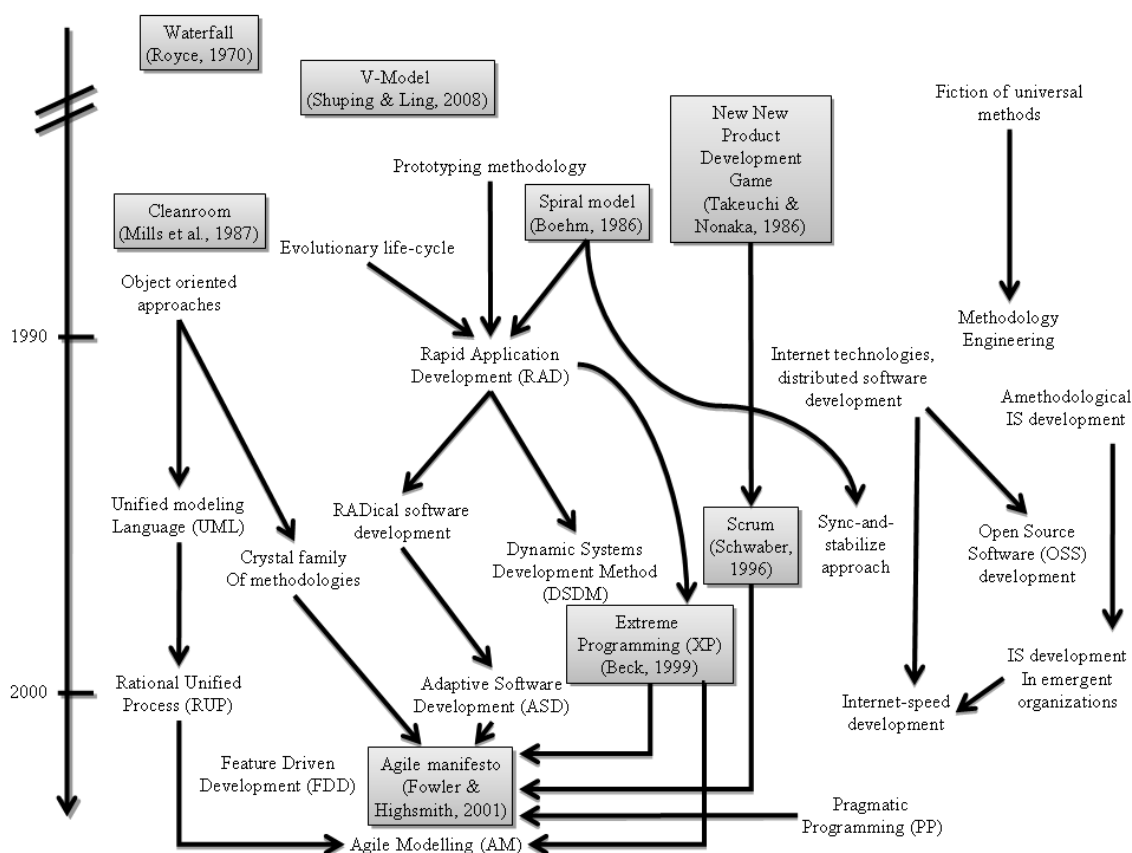 Waterfall
(Royce, 1970)
V-Model
(Shuping & Ling, 2008)
Fiction of universal
methods
New New
Product
Development
Game
(Takeuchi &
Nonaka, 1986)
Prototyping methodology
Spiral model
(Boehm, 1986)
Cleanroom
(Mills et al., 1987)
Evolutionary life-cycle
Object oriented
approaches
1990
Methodology
Engineering
Rapid Application
Development (RAD)
Internet technologies,
distributed software
development
Amethodological
IS development
Unified modeling
Language (UML)
RADical software
development
Scrum
(Schwaber,
1996)
Sync-and-
stabilize
approach
Open Source
Software (OSS)
development
Crystal family
Of methodologies
Dynamic Systems
Development Method
(DSDM)
Extreme
Programming (XP)
(Beck, 1999)
2000
Rational Unified
Process (RUP)
Adaptive Software
Development (ASD)
IS development
In emergent
organizations
Internet-speed
development
Feature Driven
Development (FDD)
Agile manifesto
(Fowler &
Highsmith, 2001)
Pragmatic
Programming (PP)
Agile Modelling (AM)